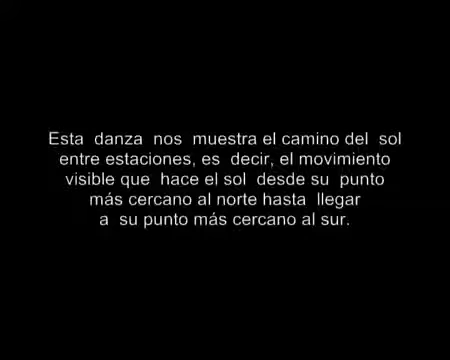 Esta danza nos muestra el camino del sol
entre estaciones, es decir, el movimiento
visible que hace el sol desde su punto
más cercano al norte hasta llegar
a su punto más cercano al sur.